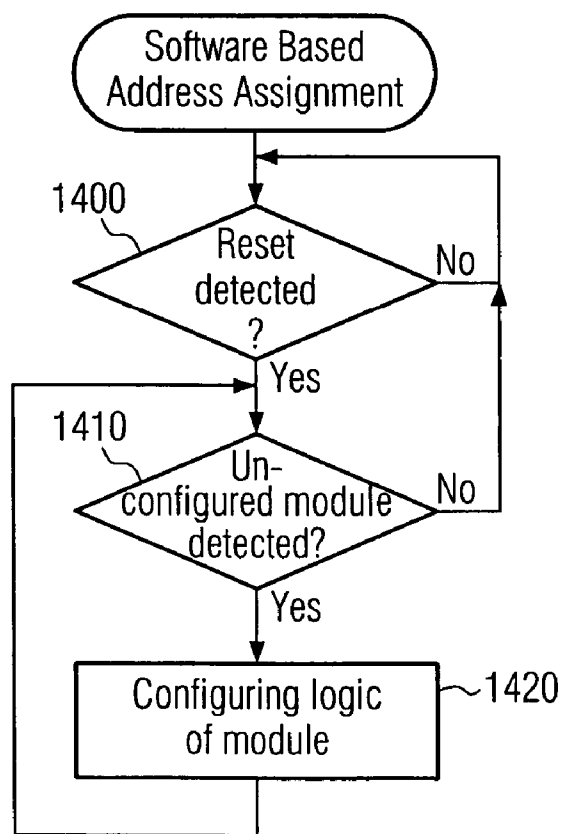 Software Based
Address Assignment
1400
Reset
detected
?
No
Yes
1410
Un-
configured module
detected?
No
Yes
Configuring logic
of module
1420